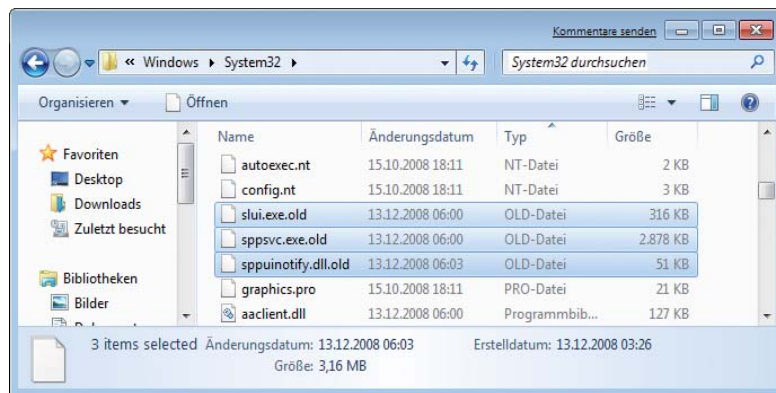 Kommentare senden
« Windows ▸ System32 ▸
System32 durchsuchen
Organisieren Öffnen
Name Änderungsdatum Typ Größe
Favoriten
Desktop
Downloads
Zuletzt besucht
Bibliotheken
Bilder
autoexec.nt 15.10.2008 18:11 NT-Datei 2 KB
config.nt 15.10.2008 18:11 NT-Datei 3 KB
slui.exe.old 13.12.2008 06:00 OLD-Datei 316 KB
sppsvc.exe.old 13.12.2008 06:00 OLD-Datei 2.878 KB
sppuinotify.dll.old 13.12.2008 06:03 OLD-Datei 51 KB
graphics.pro 15.10.2008 18:11 PRO-Datei 21 KB
aaclient.dll 13.12.2008 06:00 Programmbib... 127 KB
3 items selected Änderungsdatum: 13.12.2008 06:03 Erstelldatum: 13.12.2008 03:26
Größe: 3,16 MB